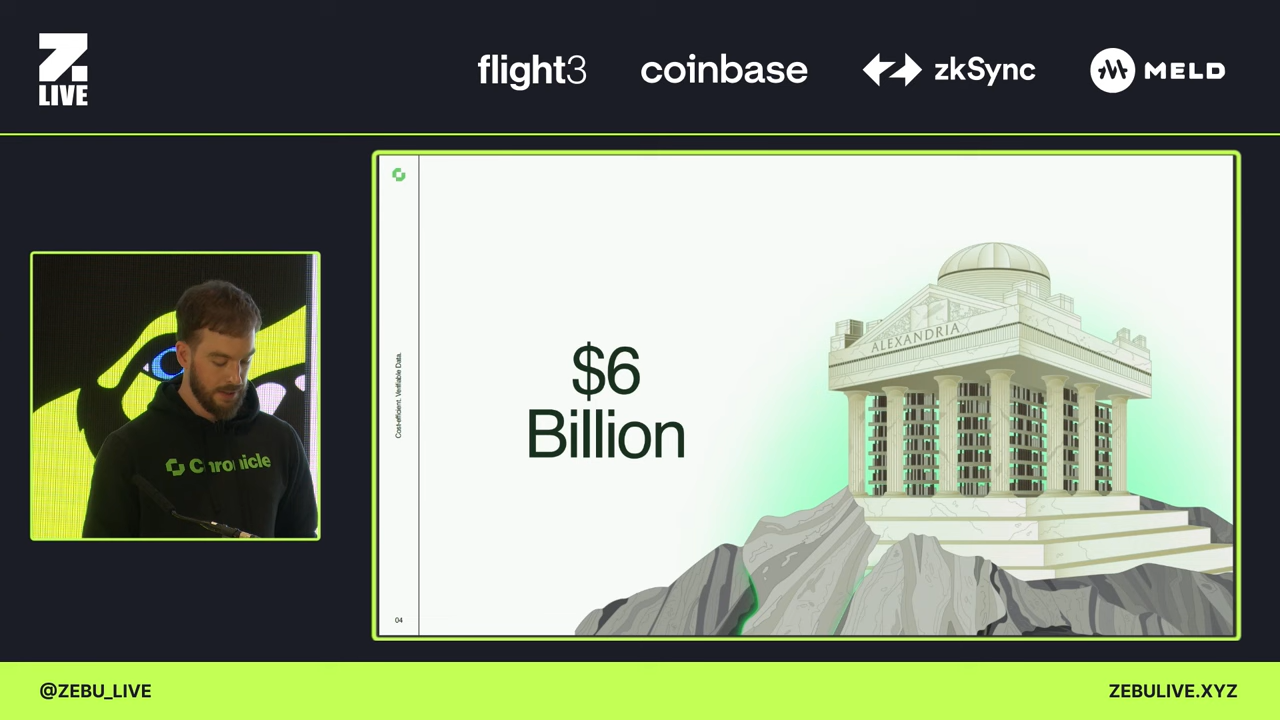 Z.
LIVE
flight3
coinbase
zkSync
MELD
Cost-efficient. Verifiable Data.
$6
Billion
ALEXANDRIA
Chronicle
04
@ZEBU_LIVE
ZEBULIVE.XYZ